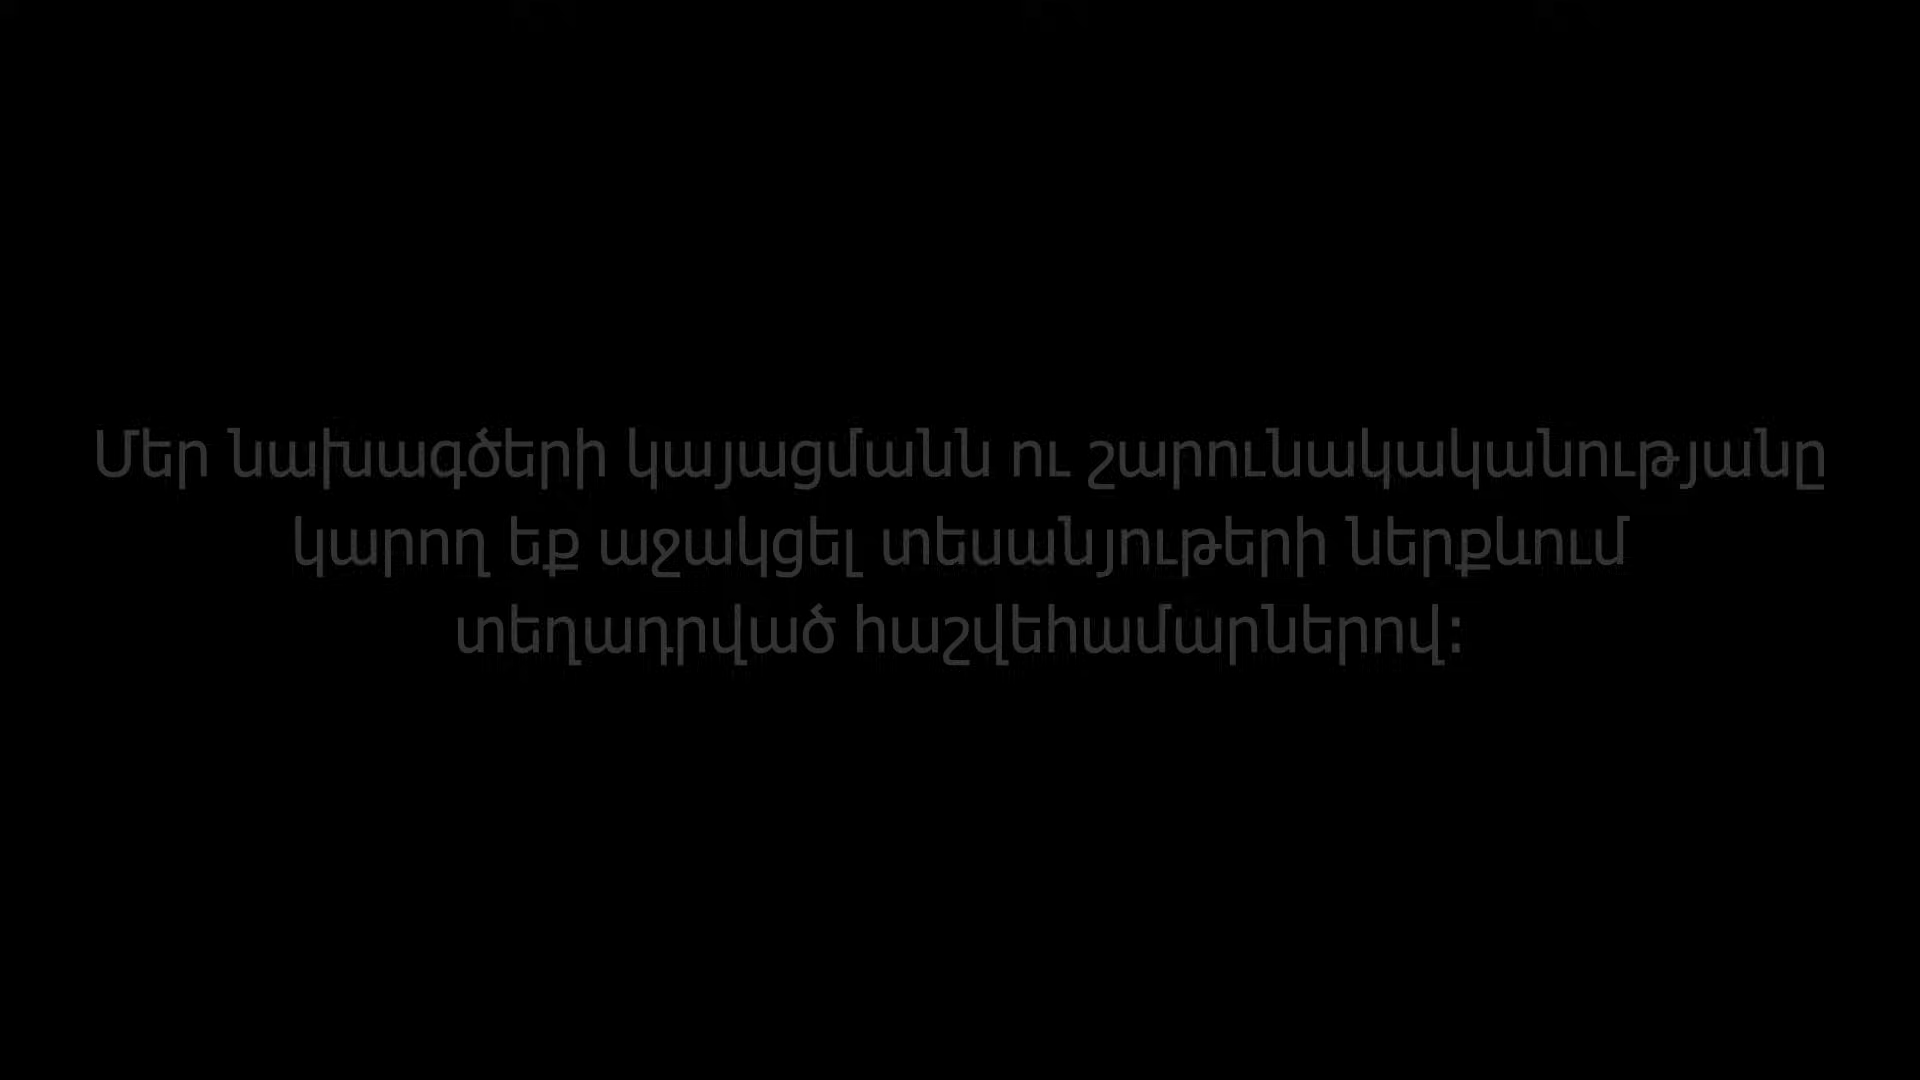 Մեր նախագծերի կայացմանն ու շարունակականությանը
կարող եք աջակցել տեսանյութերի ներքևում
տեղադրված հաշվեհամարներով: